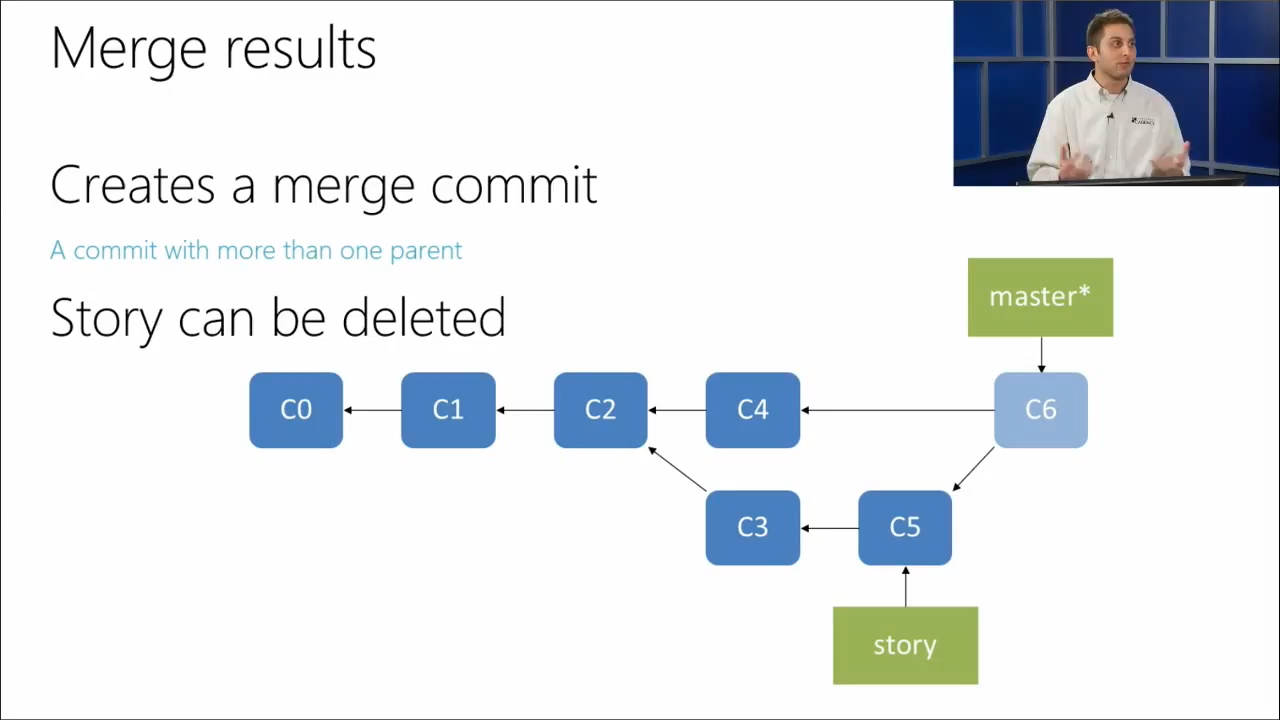 Merge results
Creates a merge commit
A commit with more than one parent
Story can be deleted
master*
C0
C1
C2
C4
C6
C3
C5
story